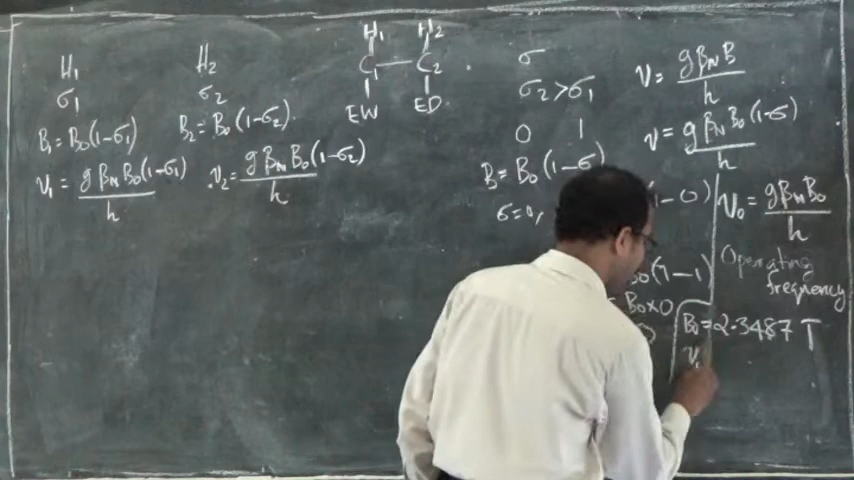 H₁ H₂
σ₁ σ₂
B₁ = B₀(1-σ₁) B₂ = B₀(1-σ₂).
ν₁ = gβ_N B₀(1-σ₁) / h ν₂ = gβ_N B₀(1-σ₂) / h
H₁ H₂
C₁ — C₂
EW ED
σ
σ₂ > σ₁
0 1
B = B₀(1-σ)
σ = 0, 1-0)
B₀(1-1)
B₀×0
0
ν = gβ_N B / h
ν = gβ_N B₀(1-σ) / h
ν₀ = gβ_N B₀ / h
Operating
frequency
B₀ = 2.3487 T
ν